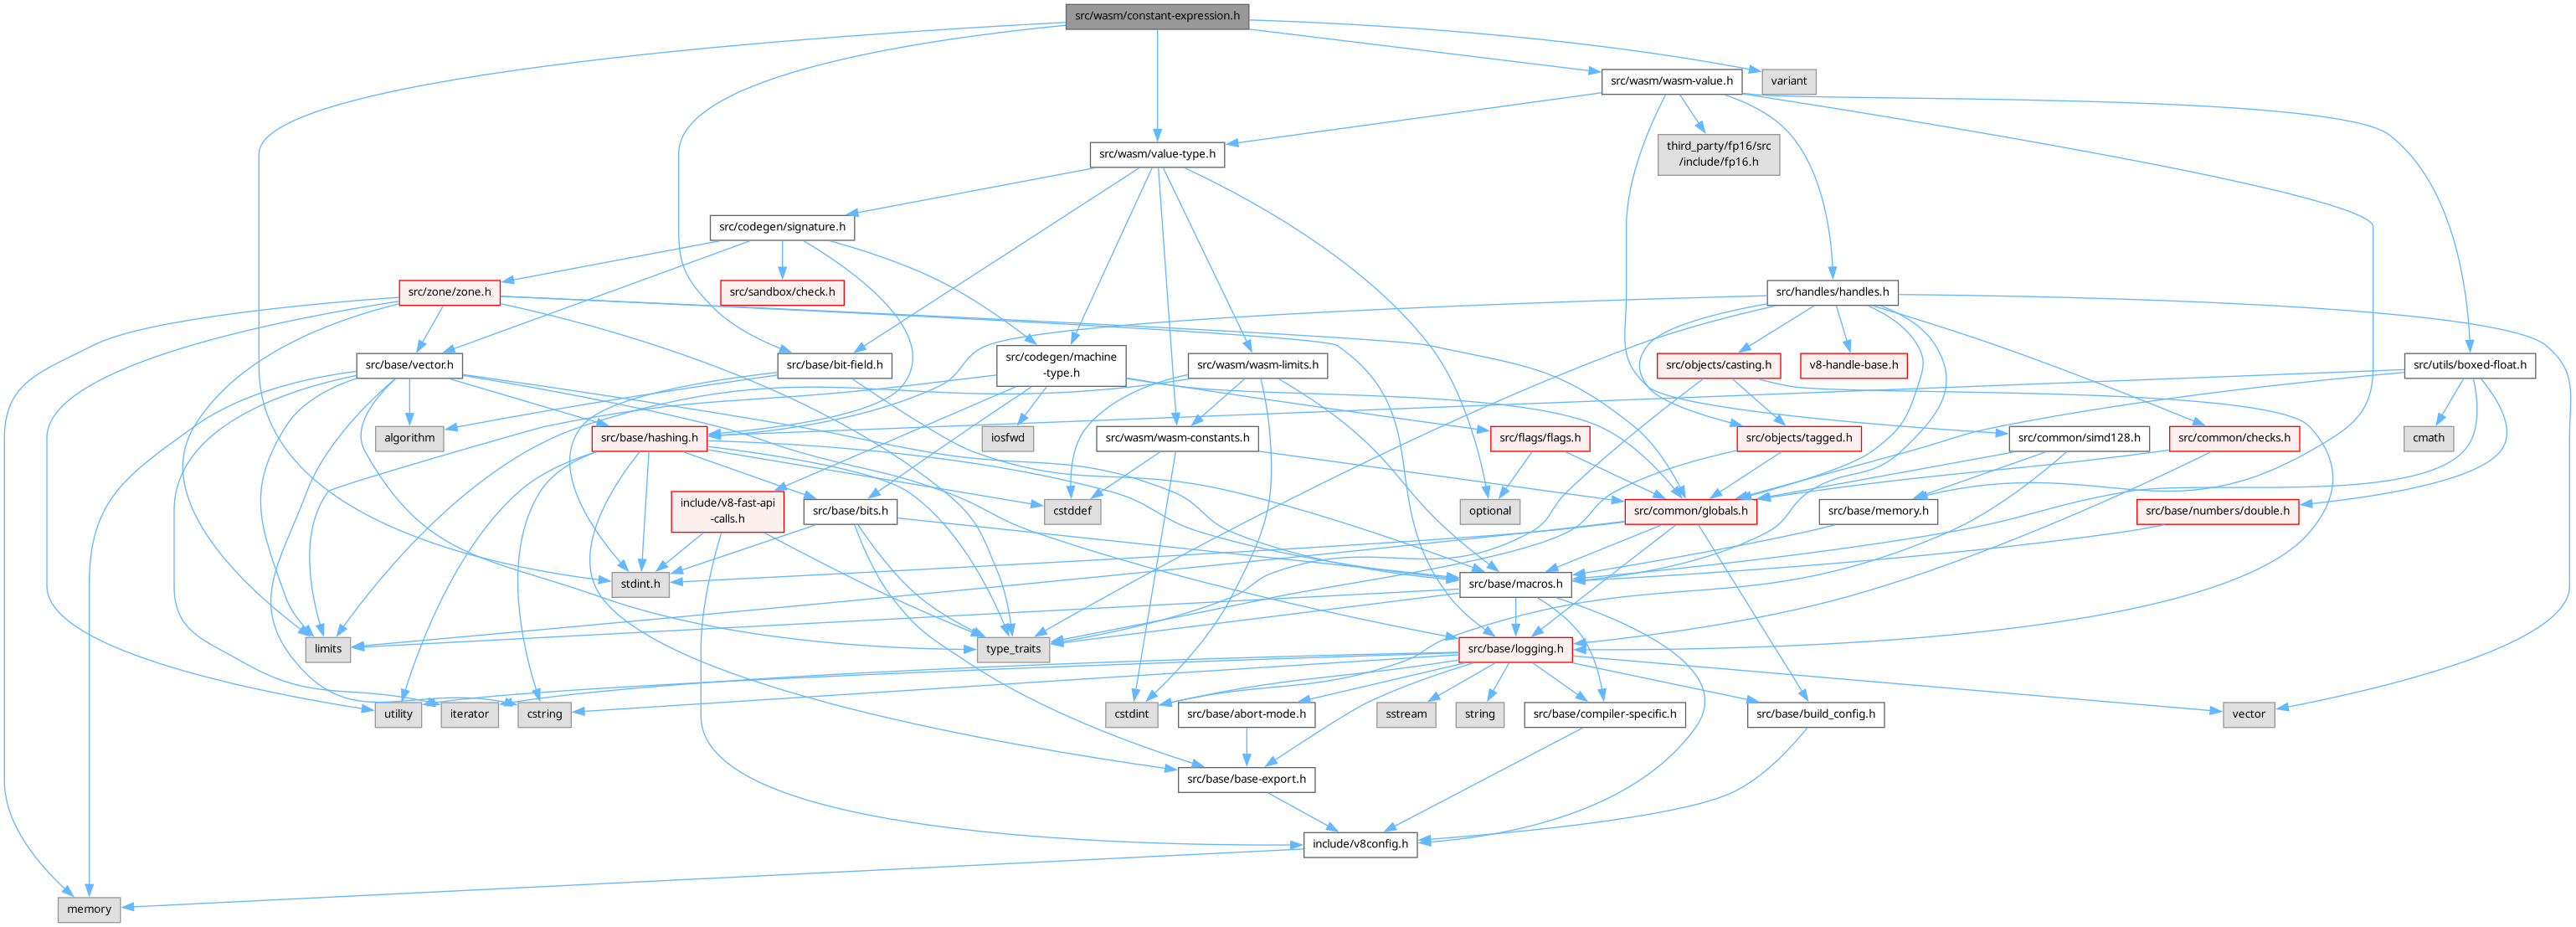 src/wasm/constant-expression.h
src/wasm/wasm-value.h
variant
src/wasm/value-type.h
third_party/fp16/src
/include/fp16.h
src/codegen/signature.h
src/zone/zone.h
src/sandbox/check.h
src/handles/handles.h
src/base/vector.h
src/base/bit-field.h
src/codegen/machine
-type.h
src/wasm/wasm-limits.h
src/objects/casting.h
v8-handle-base.h
src/utils/boxed-float.h
algorithm
src/base/hashing.h
iosfwd
src/wasm/wasm-constants.h
src/flags/flags.h
src/objects/tagged.h
src/common/simd128.h
src/common/checks.h
cmath
include/v8-fast-api
-calls.h
src/base/bits.h
cstddef
optional
src/common/globals.h
src/base/memory.h
src/base/numbers/double.h
stdint.h
src/base/macros.h
limits
type_traits
src/base/logging.h
utility
iterator
cstring
cstdint
src/base/abort-mode.h
sstream
string
src/base/compiler-specific.h
src/base/build_config.h
vector
src/base/base-export.h
include/v8config.h
memory